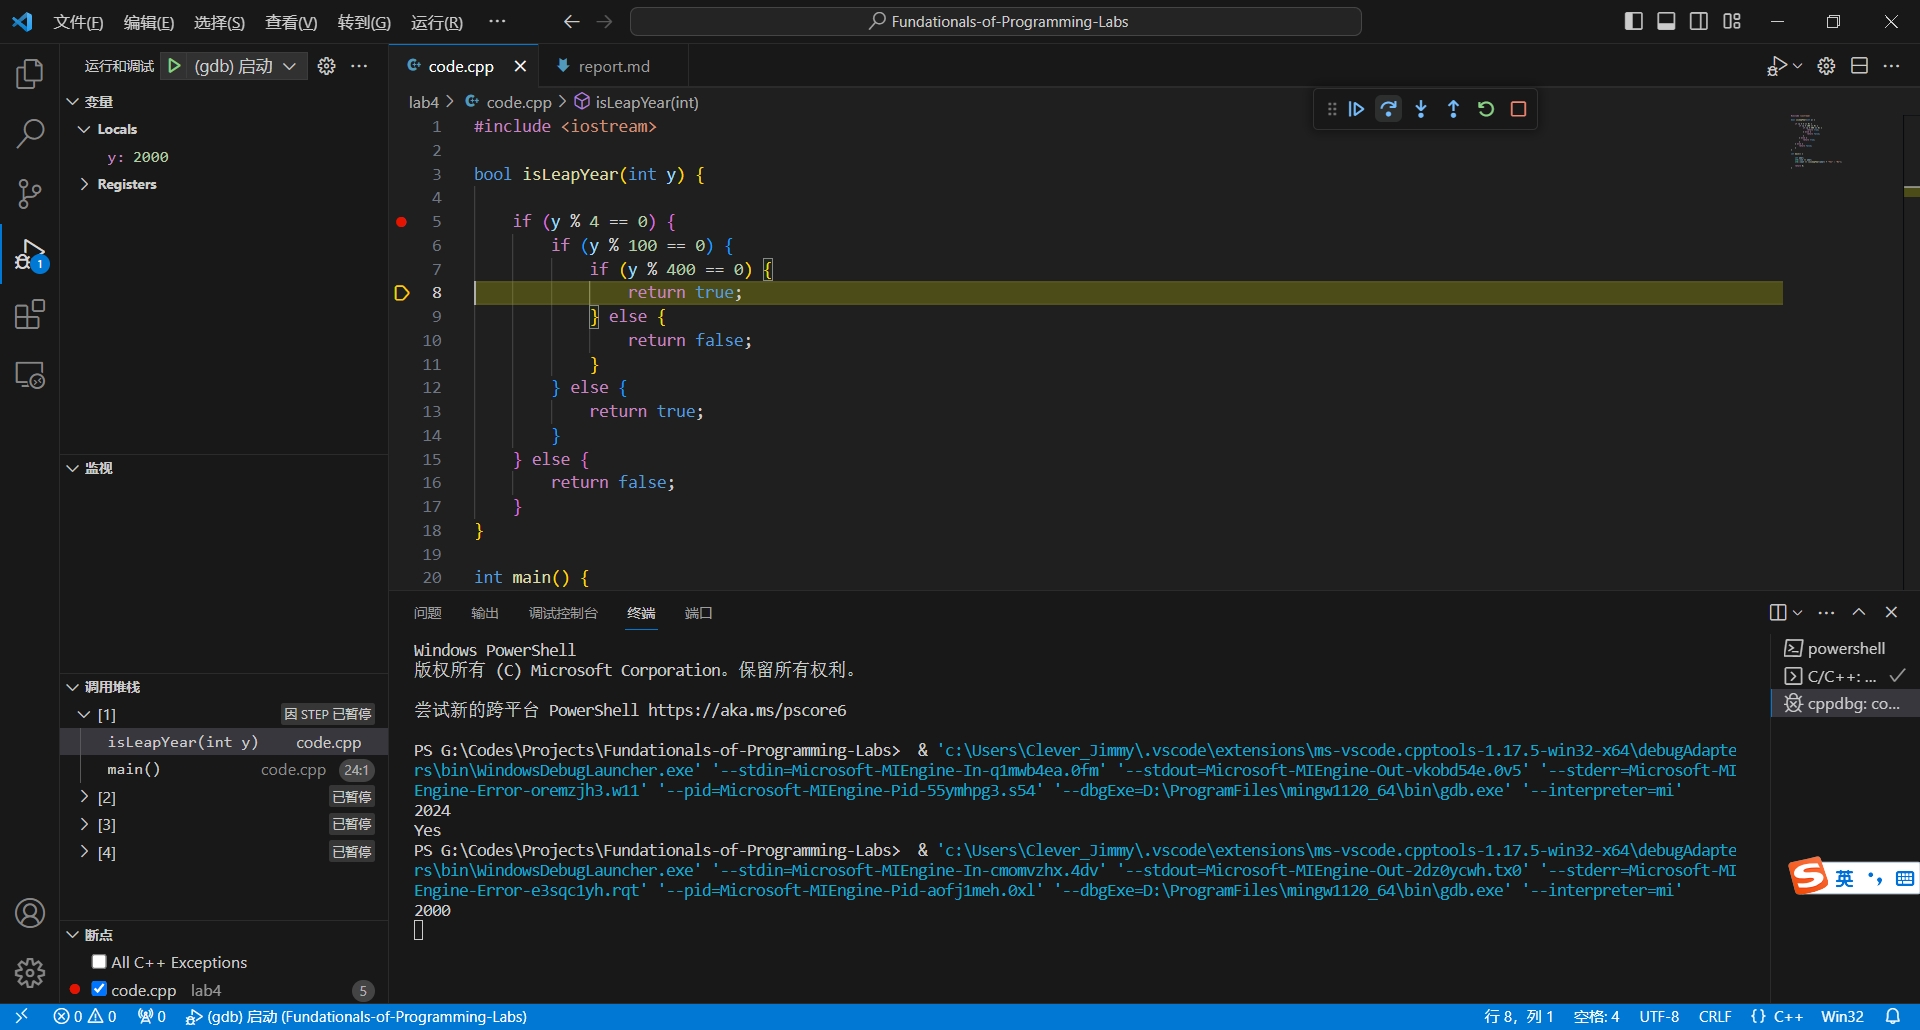 文件(F) 编辑(E) 选择(S) 查看(V) 转到(G) 运行(R) ··· Fundationals-of-Programming-Labs
运行和调试 (gdb) 启动
变量
Locals
y: 2000
Registers
监视
调用堆栈
[1] 因 STEP 已暂停
isLeapYear(int y) code.cpp
main() code.cpp 24:1
[2] 已暂停
[3] 已暂停
[4] 已暂停
断点
All C++ Exceptions
code.cpp lab4 5
1
code.cpp report.md
lab4 > code.cpp > isLeapYear(int)
1 #include <iostream>
2
3 bool isLeapYear(int y) {
4
5 if (y % 4 == 0) {
6 if (y % 100 == 0) {
7 if (y % 400 == 0) {
8 return true;
9 } else {
10 return false;
11 }
12 } else {
13 return true;
14 }
15 } else {
16 return false;
17 }
18 }
19
20 int main() {
问题 输出 调试控制台 终端 端口
Windows PowerShell
版权所有 (C) Microsoft Corporation。保留所有权利。
尝试新的跨平台 PowerShell https://aka.ms/pscore6
PS G:\Codes\Projects\Fundationals-of-Programming-Labs> & 'c:\Users\Clever_Jimmy\.vscode\extensions\ms-vscode.cpptools-1.17.5-win32-x64\debugAdapte
rs\bin\WindowsDebugLauncher.exe' '--stdin=Microsoft-MIEngine-In-q1mwb4ea.0fm' '--stdout=Microsoft-MIEngine-Out-vkobd54e.0v5' '--stderr=Microsoft-MI
Engine-Error-oremzjh3.w11' '--pid=Microsoft-MIEngine-Pid-55ymhpg3.s54' '--dbgExe=D:\ProgramFiles\mingw1120_64\bin\gdb.exe' '--interpreter=mi'
2024
Yes
PS G:\Codes\Projects\Fundationals-of-Programming-Labs> & 'c:\Users\Clever_Jimmy\.vscode\extensions\ms-vscode.cpptools-1.17.5-win32-x64\debugAdapte
rs\bin\WindowsDebugLauncher.exe' '--stdin=Microsoft-MIEngine-In-cmomvzhx.4dv' '--stdout=Microsoft-MIEngine-Out-2dz0ycwh.tx0' '--stderr=Microsoft-MI
Engine-Error-e3sqc1yh.rqt' '--pid=Microsoft-MIEngine-Pid-aofj1meh.0xl' '--dbgExe=D:\ProgramFiles\mingw1120_64\bin\gdb.exe' '--interpreter=mi'
2000
powershell
C/C++: ...
cppdbg: co...
S 英
0 0 0 (gdb) 启动 (Fundationals-of-Programming-Labs) 行 8，列 1 空格: 4 UTF-8 CRLF {} C++ Win32